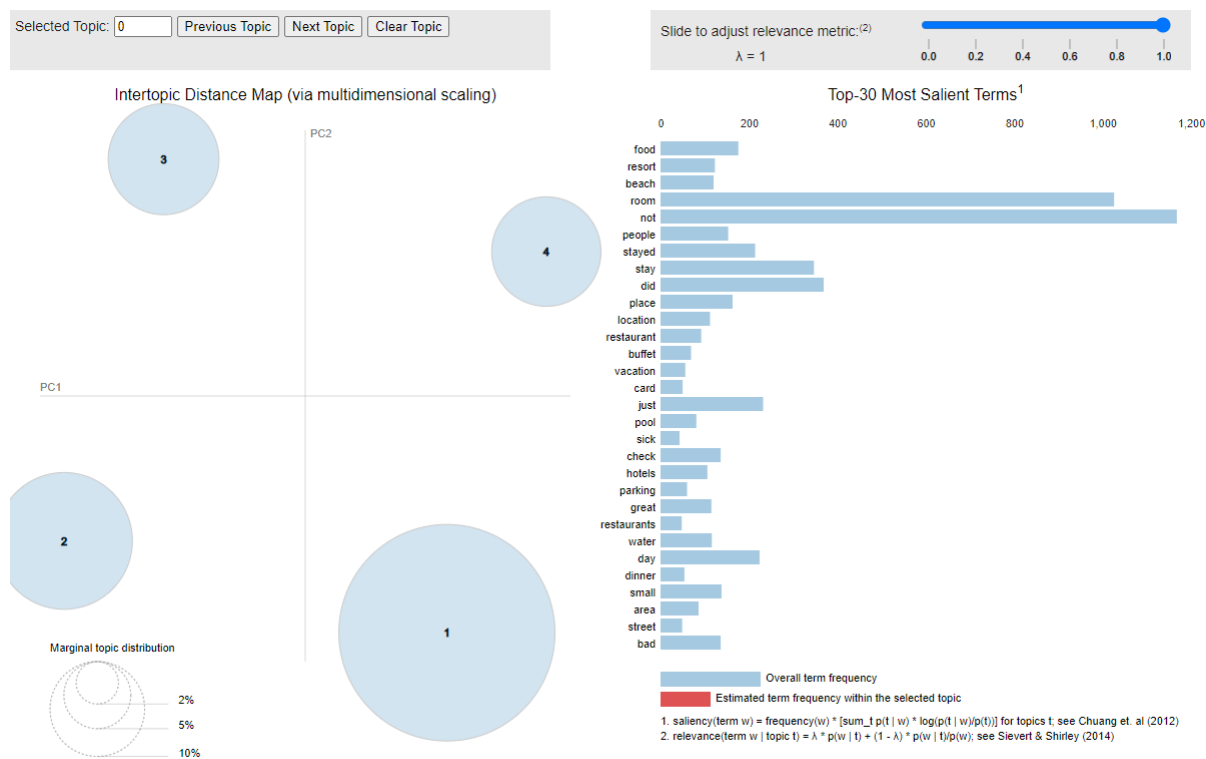 Selected Topic: 0 Previous Topic Next Topic Clear Topic
Slide to adjust relevance metric:(2)
λ = 1
0.0 0.2 0.4 0.6 0.8 1.0
Intertopic Distance Map (via multidimensional scaling)
PC2
PC1
3
4
2
1
Marginal topic distribution
2%
5%
10%
Top-30 Most Salient Terms1
0 200 400 600 800 1,000 1,200
food
resort
beach
room
not
people
stayed
stay
did
place
location
restaurant
buffet
vacation
card
just
pool
sick
check
hotels
parking
great
restaurants
water
day
dinner
small
area
street
bad
Overall term frequency
Estimated term frequency within the selected topic
1. saliency(term w) = frequency(w) * [sum_t p(t | w) * log(p(t | w)/p(t))] for topics t; see Chuang et. al (2012)
2. relevance(term w | topic t) = λ * p(w | t) + (1 - λ) * p(w | t)/p(w); see Sievert & Shirley (2014)